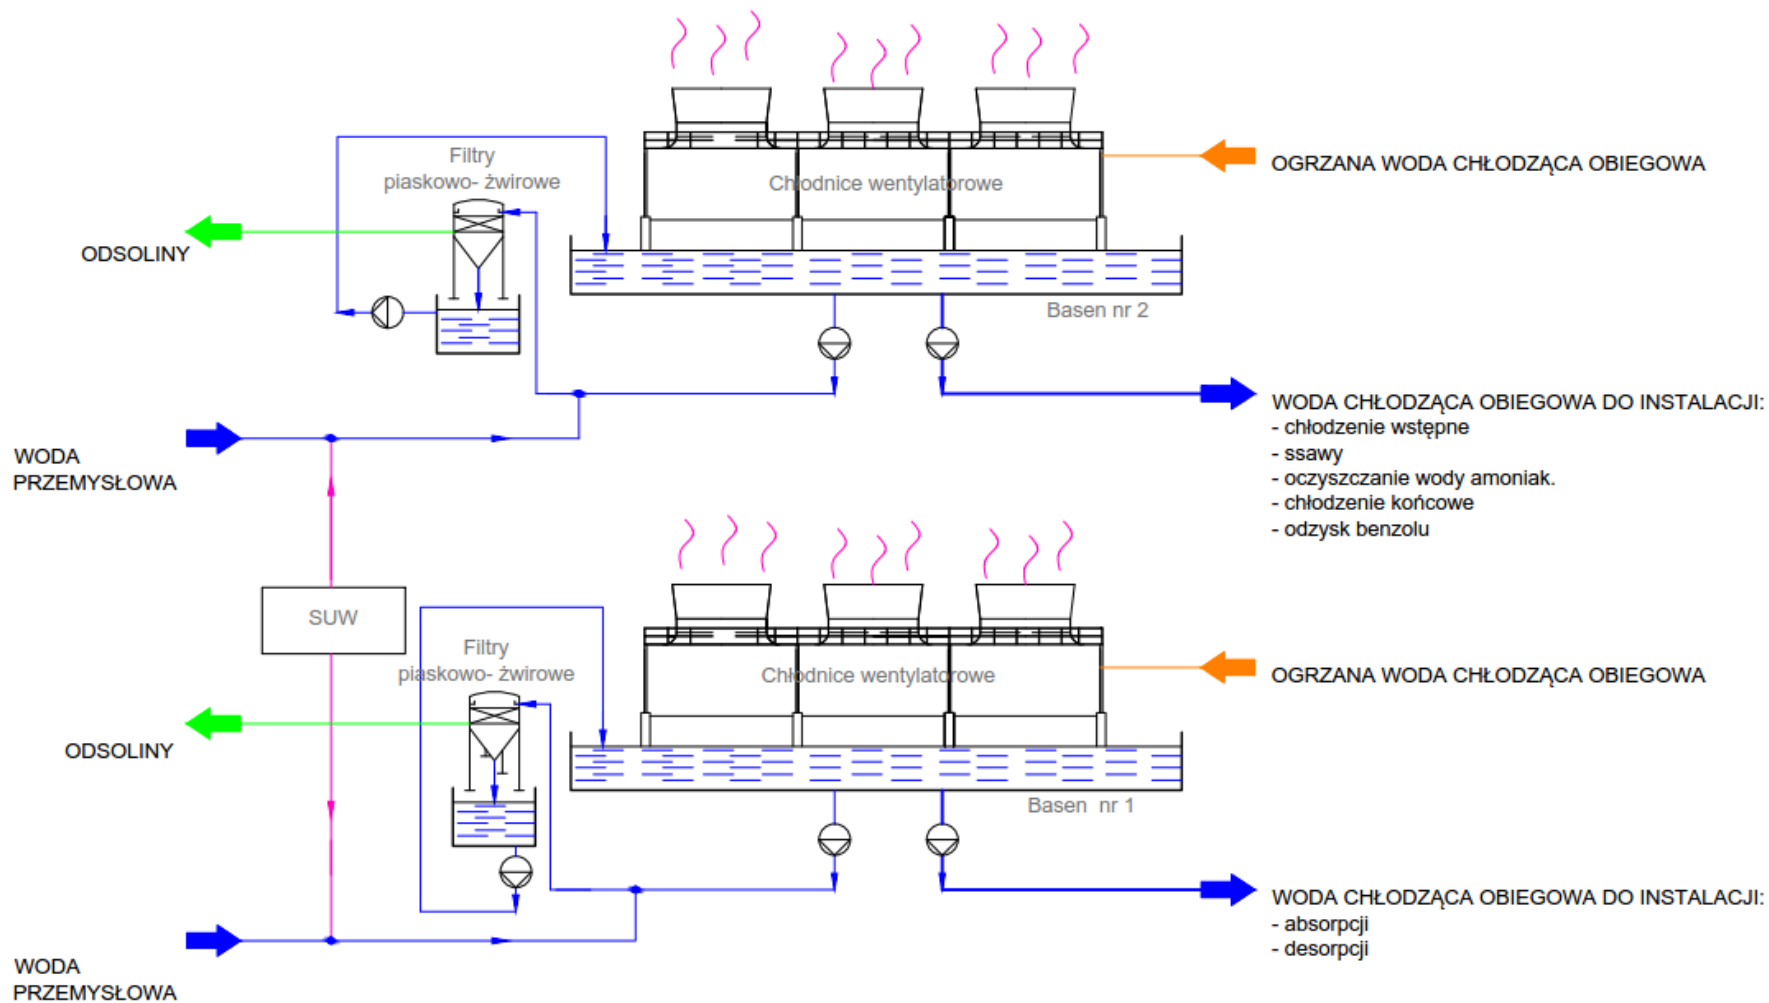 Filtry
piaskowo- żwirowe
Chłodnice wentylatorowe
OGRZANA WODA CHŁODZĄCA OBIEGOWA
ODSOLINY
Basen nr 2
WODA CHŁODZĄCA OBIEGOWA DO INSTALACJI:
- chłodzenie wstępne
- ssawy
- oczyszczanie wody amoniak.
- chłodzenie końcowe
- odzysk benzolu
WODA
PRZEMYSŁOWA
SUW
Filtry
piaskowo- żwirowe
Chłodnice wentylatorowe
OGRZANA WODA CHŁODZĄCA OBIEGOWA
ODSOLINY
Basen nr 1
WODA CHŁODZĄCA OBIEGOWA DO INSTALACJI:
- absorpcji
- desorpcji
WODA
PRZEMYSŁOWA